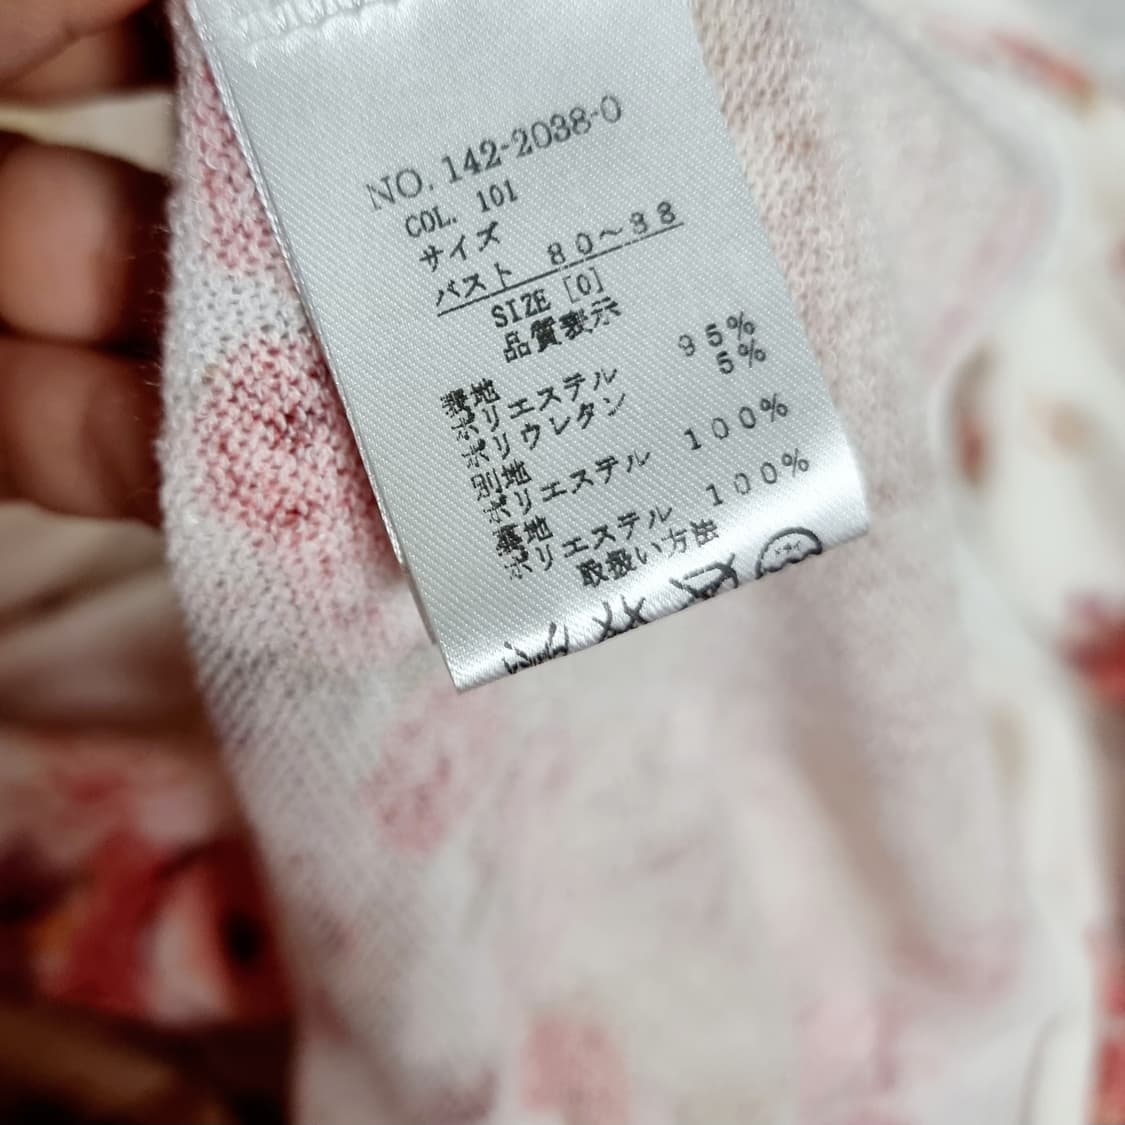 NO. 142-2038-0
COL. 101
サイズ
バスト 80～88
SIZE [0]
品質表示
表地
ポリエステル 95%
ポリウレタン 5%
別地
ポリエステル 100%
裏地
ポリエステル 100%
取扱い方法